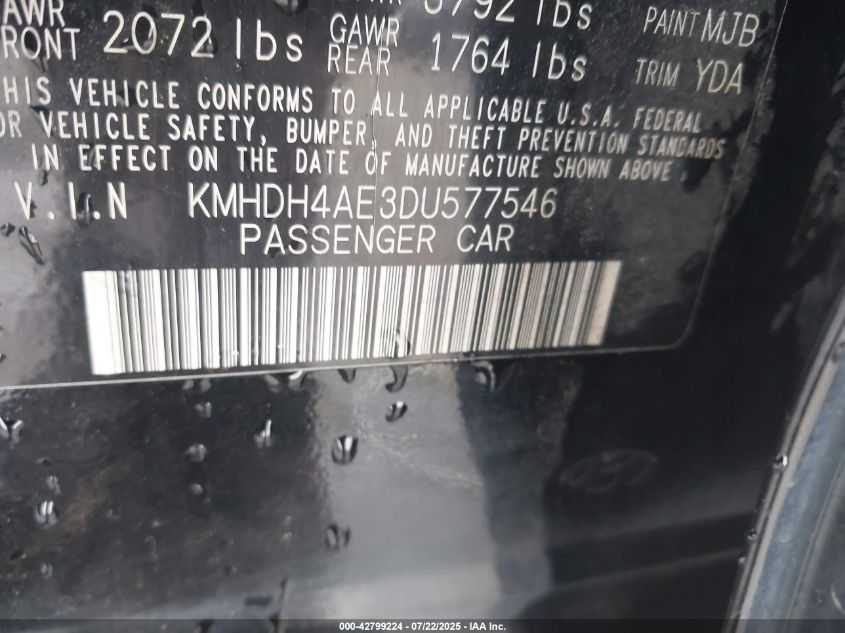 GAWR FRONT 2072 lbs GAWR REAR 1764 lbs
3792 lbs PAINT MJB
TRIM YDA
THIS VEHICLE CONFORMS TO ALL APPLICABLE U.S.A. FEDERAL
OR VEHICLE SAFETY, BUMPER, AND THEFT PREVENTION STANDARDS
IN EFFECT ON THE DATE OF MANUFACTURE SHOWN ABOVE.
V.I.N KMHDH4AE3DU577546
PASSENGER CAR
000-42799224 - 07/22/2025 - IAA Inc.